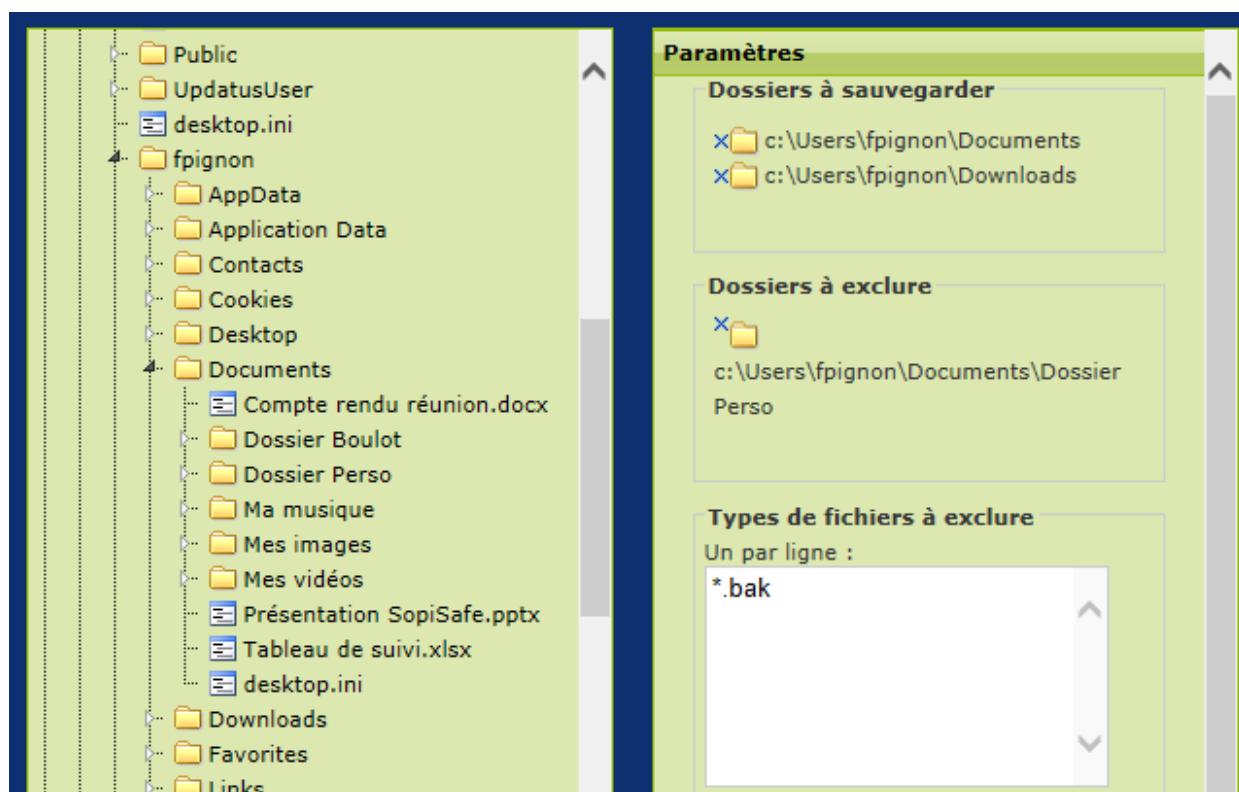 Public
UpdatusUser
desktop.ini
fpignon
AppData
Application Data
Contacts
Cookies
Desktop
Documents
Compte rendu réunion.docx
Dossier Boulot
Dossier Perso
Ma musique
Mes images
Mes vidéos
Présentation SopiSafe.pptx
Tableau de suivi.xlsx
desktop.ini
Downloads
Favorites
Links
Paramètres
Dossiers à sauvegarder
c:\Users\fpignon\Documents
c:\Users\fpignon\Downloads
Dossiers à exclure
c:\Users\fpignon\Documents\Dossier
Perso
Types de fichiers à exclure
Un par ligne :
*.bak